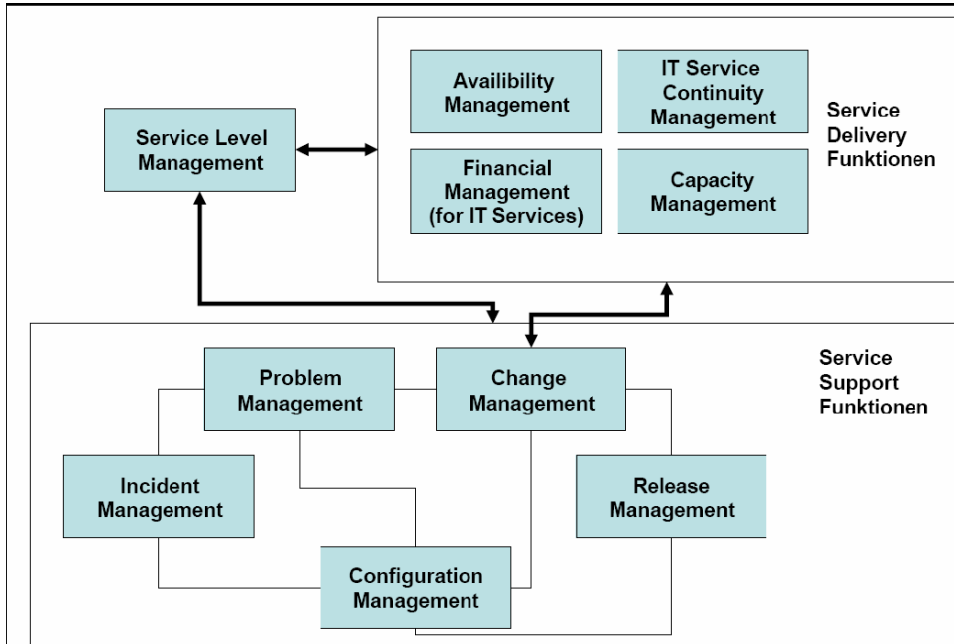 Availibility
Management
IT Service
Continuity
Management
Service
Delivery
Funktionen
Service Level
Management
Financial
Management
(for IT Services)
Capacity
Management
Problem
Management
Change
Management
Service
Support
Funktionen
Incident
Management
Release
Management
Configuration
Management